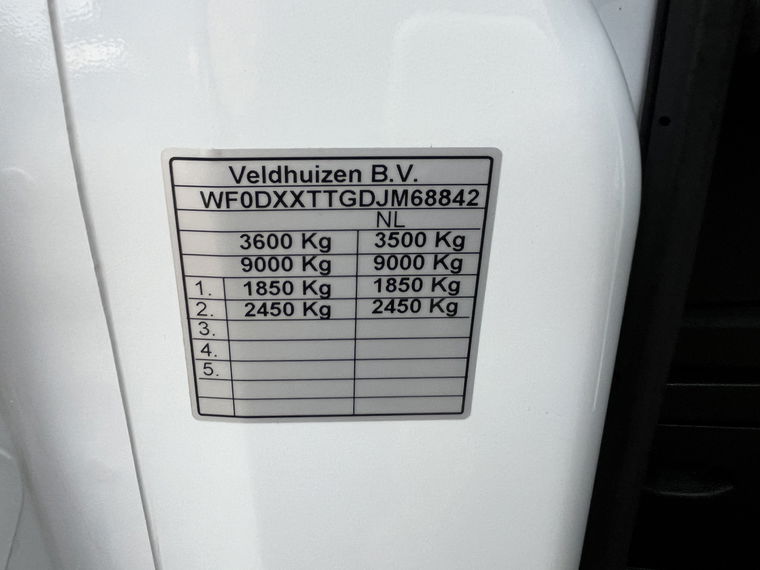 Veldhuizen B.V.
WF0DXXTTGDJM68842
NL
3600 Kg 3500 Kg
9000 Kg 9000 Kg
1. 1850 Kg 1850 Kg
2. 2450 Kg 2450 Kg
3.
4.
5.